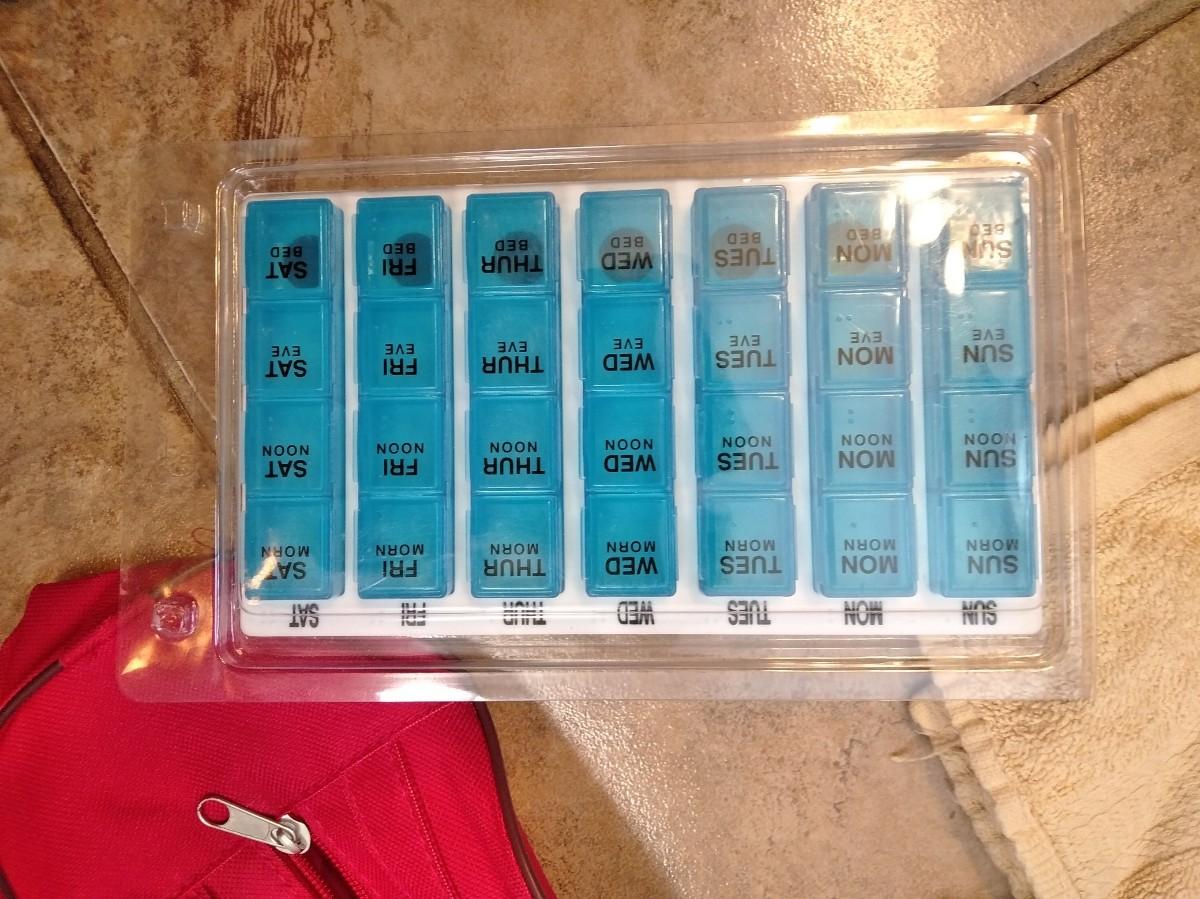 SUN MON TUES WED THUR FRI SAT
SUN MON TUES WED THUR FRI SAT
MORN MORN MORN MORN MORN MORN MORN
SUN MON TUES WED THUR FRI SAT
NOON NOON NOON NOON NOON NOON NOON
SUN MON TUES WED THUR FRI SAT
EVE EVE EVE EVE EVE EVE EVE
SUN MON TUES WED THUR FRI SAT
BED BED BED BED BED BED BED